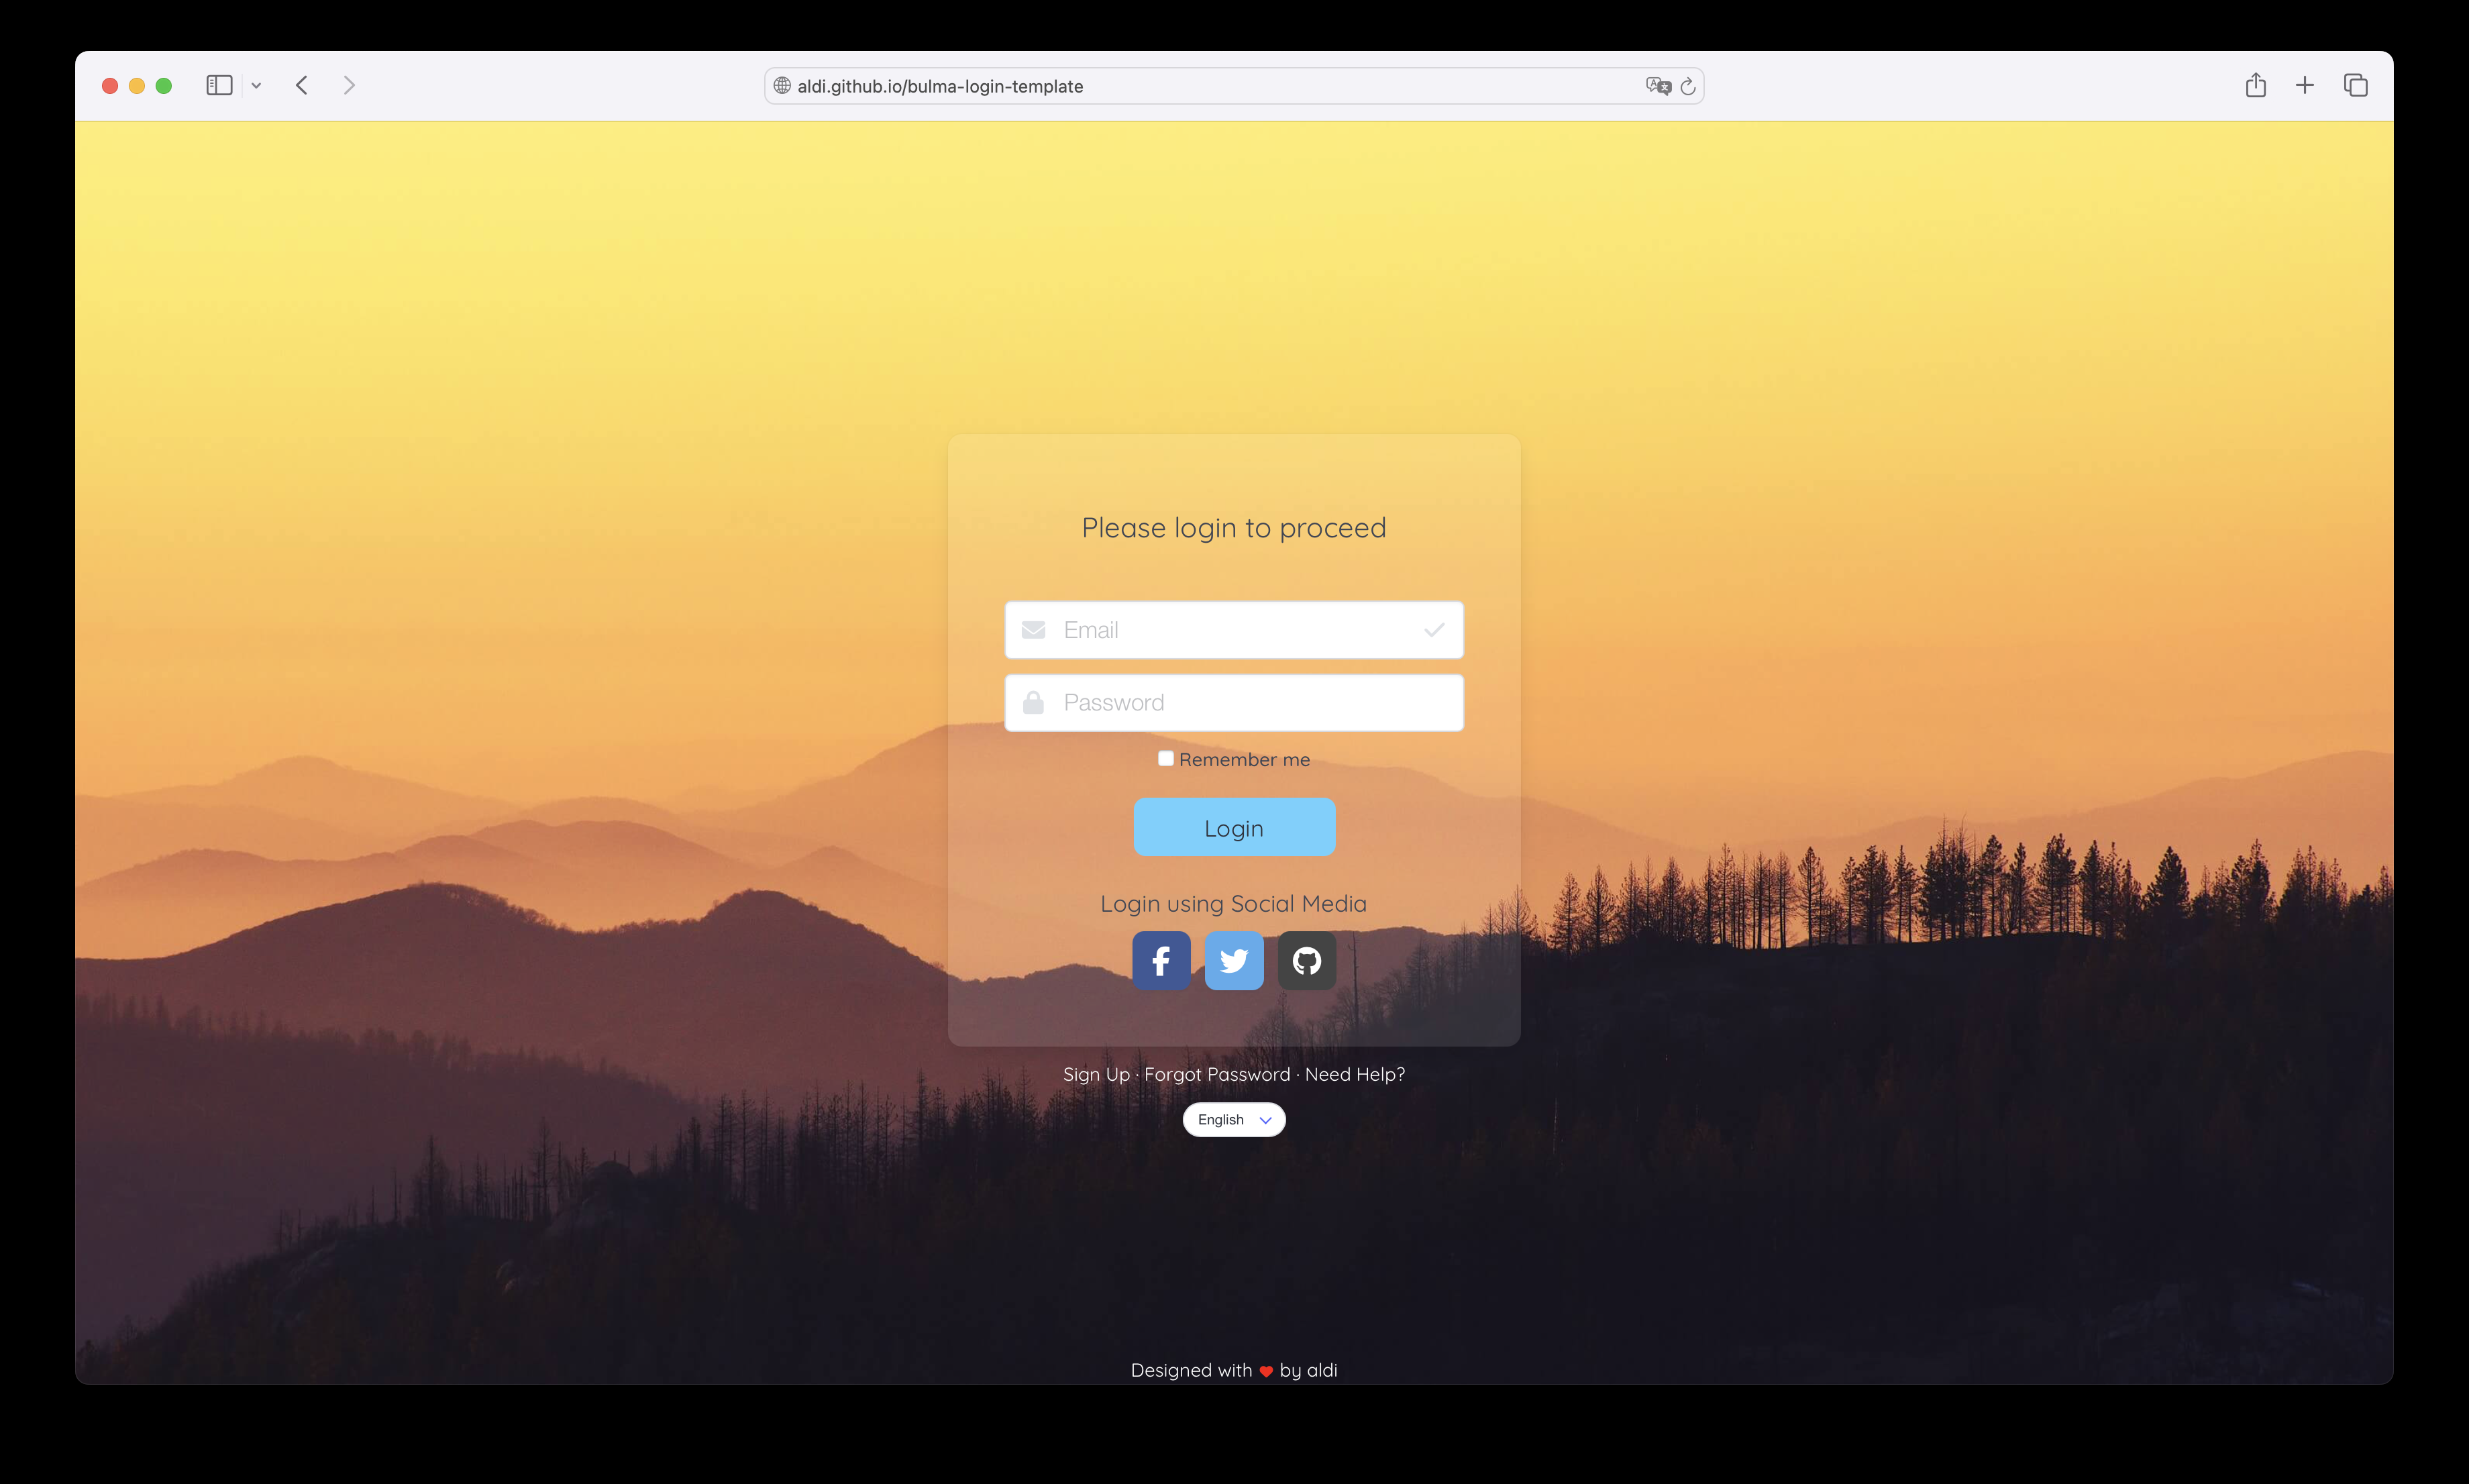 aldi.github.io/bulma-login-template
Please login to proceed
Email
Password
Remember me
Login
Login using Social Media
Sign Up · Forgot Password · Need Help?
English
Designed with ❤ by aldi